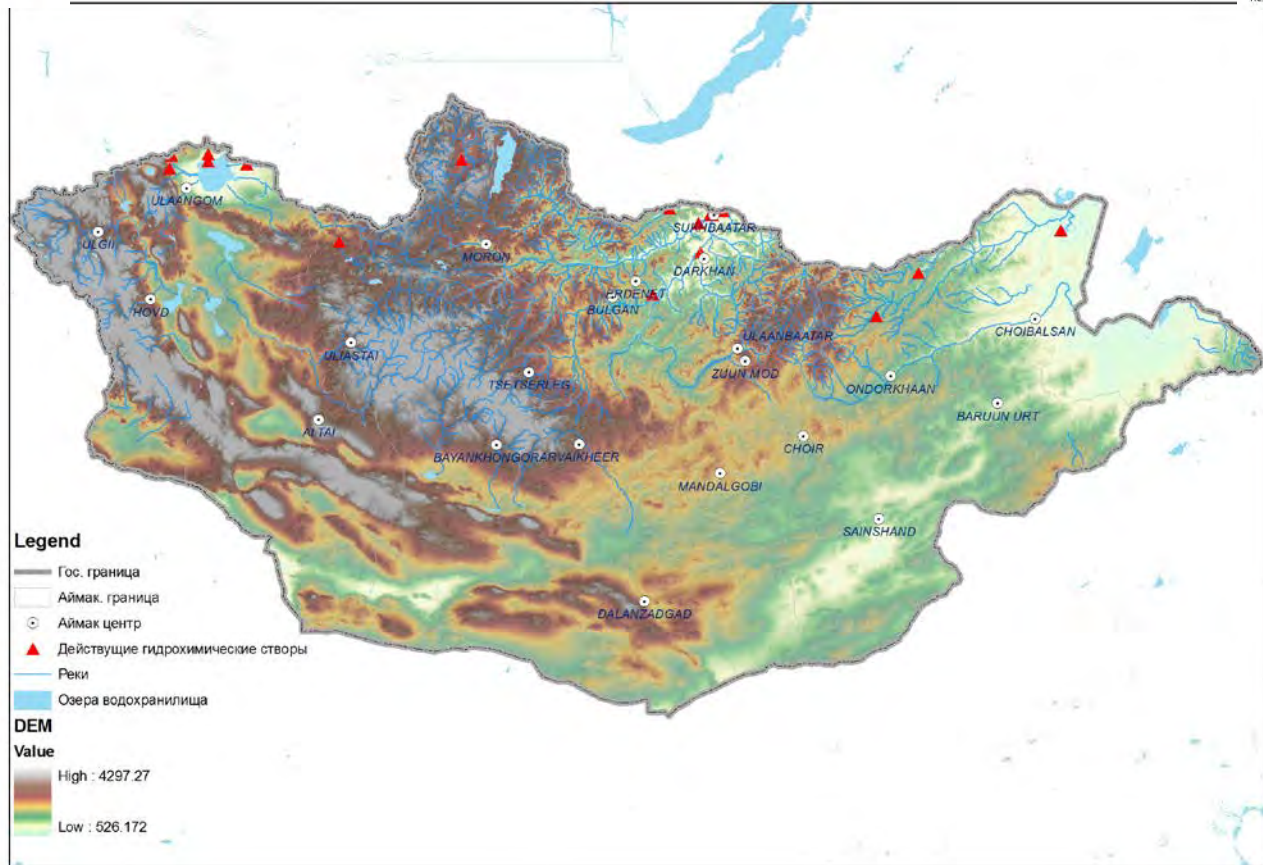 ULAANGOM
ULGII
HOVD
MORON
SUKHBAATAR
DARKHAN
ERDENET
BULGAN
ULAANBAATAR
ZUUN MOD
CHOIBALSAN
ULIASTAI
TSETSERLEG
ONDORKHAAN
BARUUN URT
ALTAI
BAYANKHONGOR
ARVAIKHEER
CHOIR
MANDALGOBI
SAINSHAND
DALANZADGAD
Legend
Гос. граница
Аймак. граница
Аймак центр
Действущие гидрохимические створы
Реки
Озера водохранилища
DEM
Value
High : 4297.27
Low : 526.172